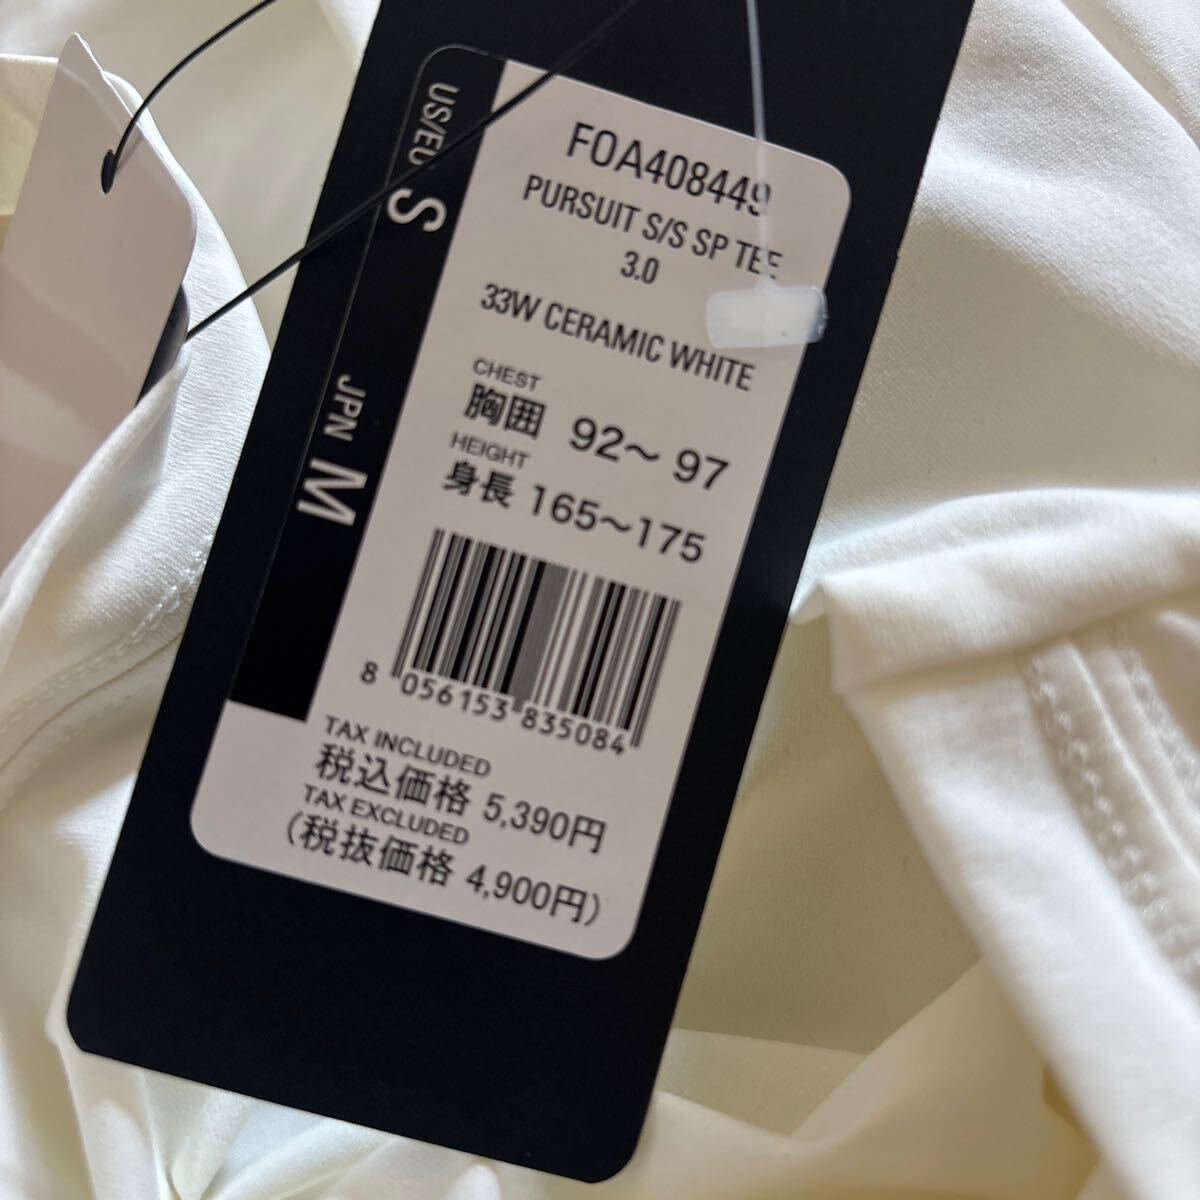 US/EU S
JPN M
FOA408449
PURSUIT S/S SP TEE
3.0
33W CERAMIC WHITE
CHEST
胸囲 92～97
HEIGHT
身長 165～175
8 056153 835084
TAX INCLUDED
税込価格 5,390円
TAX EXCLUDED
(税抜価格 4,900円)